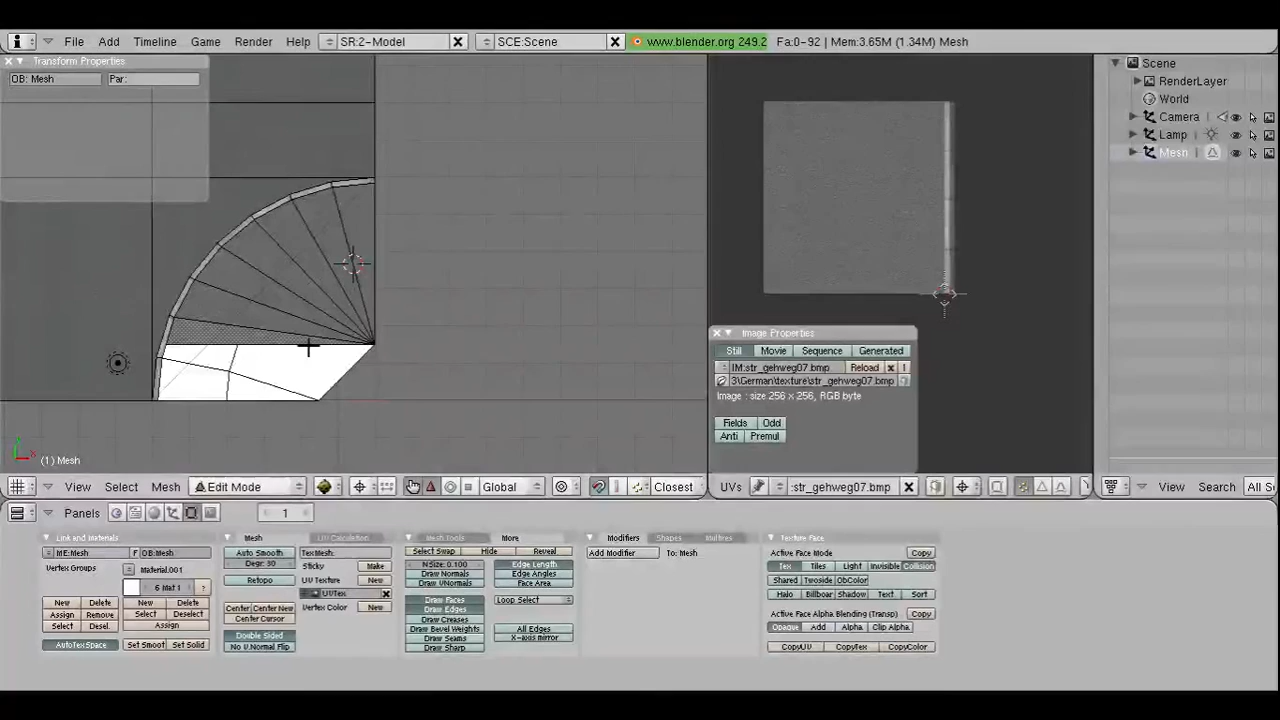 File Add Timeline Game Render Help SR:2-Model SCE:Scene www.blender.org 249.2 Fa:0-92 | Mem:3.65M (1.34M) Mesh
Transform Properties
OB: Mesh Par:
(1) Mesh
View Select Mesh Edit Mode Global Closest
Image Properties
Still Movie Sequence Generated
IM:str_gehweg07.bmp Reload 1
3\German\texture\str_gehweg07.bmp
Image : size 256 x 256, RGB byte
Fields Odd
Anti Premul
UVs :str_gehweg07.bmp
Scene
RenderLayer
World
Camera
Lamp
Mesh
View Search All S
Panels 1
Link and Materials
ME:Mesh F OB:Mesh
Vertex Groups Material.001
6 Mat 1 ?
New Delete New Delete
Assign Remove Select Deselect
Select Desel. Assign
AutoTexSpace Set Smoot Set Solid
Mesh UV Calculation
Auto Smooth TexMesh:
Degr: 30 Sticky Make
Retopo UV Texture New
UVTex
Center Center New Vertex Color New
Center Cursor
Double Sided
No V.Normal Flip
Mesh Tools More
Select Swap Hide Reveal
NSize: 0.100 Edge Length
Draw Normals Edge Angles
Draw VNormals Face Area
Draw Faces Loop Select
Draw Edges
Draw Creases
Draw Bevel Weights All Edges
Draw Seams X-axis mirror
Draw Sharp
Modifiers Shapes Multires
Add Modifier To: Mesh
Texture Face
Active Face Mode Copy
Tex Tiles Light Invisible Collision
Shared Twoside ObColor
Halo Billboar Shadow Text Sort
Active Face Alpha Blending (Transp) Copy
Opaque Add Alpha Clip Alpha
CopyUV CopyTex CopyColor